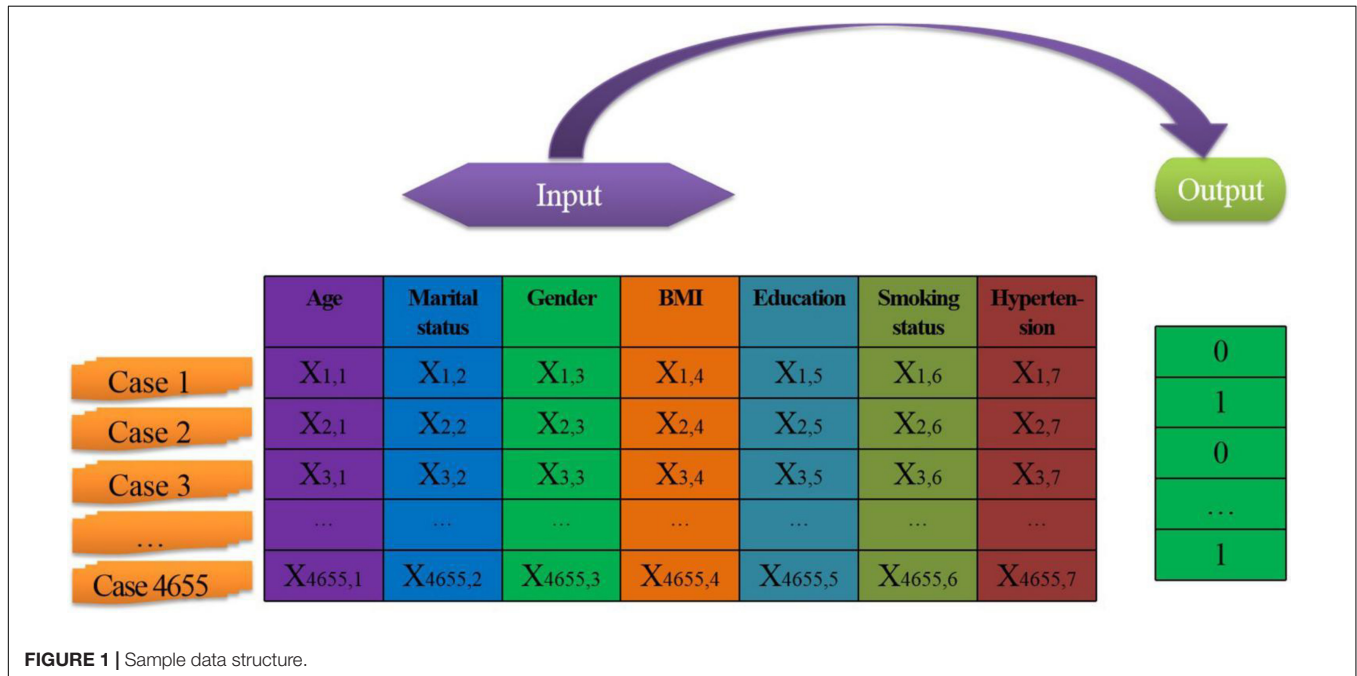 Input
Output
Age Marital status Gender BMI Education Smoking status Hyperten-sion
Case 1 X1,1 X1,2 X1,3 X1,4 X1,5 X1,6 X1,7 0
Case 2 X2,1 X2,2 X2,3 X2,4 X2,5 X2,6 X2,7 1
Case 3 X3,1 X3,2 X3,3 X3,4 X3,5 X3,6 X3,7 0
... ... ... ... ... ... ... ... ...
Case 4655 X4655,1 X4655,2 X4655,3 X4655,4 X4655,5 X4655,6 X4655,7 1
FIGURE 1 | Sample data structure.